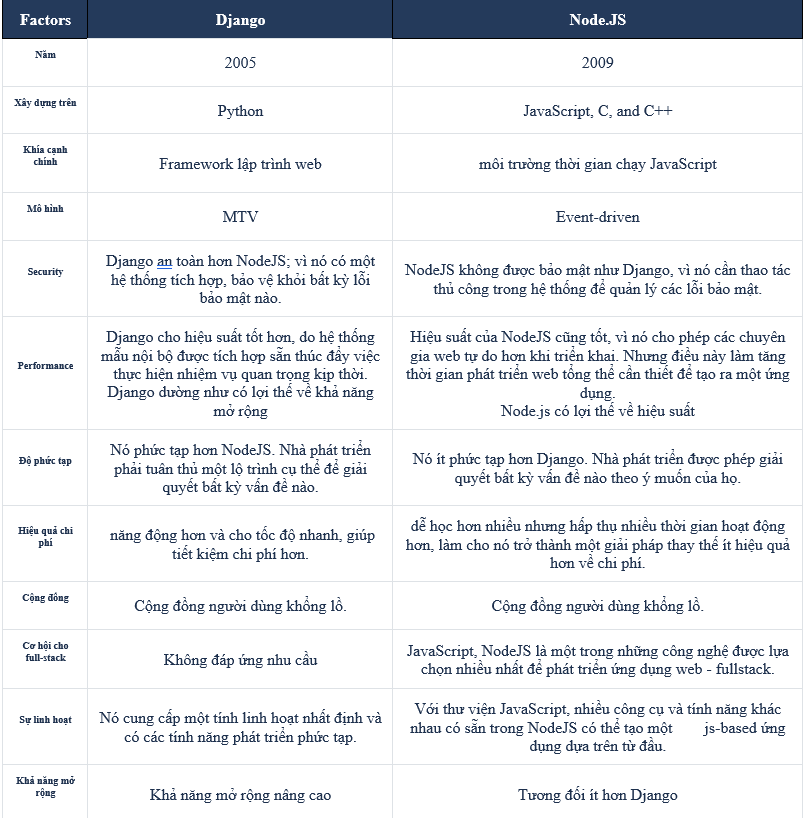 Factors
Django
Node.JS
Năm
2005
2009
Xây dựng trên
Python
JavaScript, C, and C++
Khía cạnh
chính
Framework lập trình web
môi trường thời gian chạy JavaScript
Mô hình
MTV
Event-driven
Security
Django an toàn hơn NodeJS; vì nó có một
hệ thống tích hợp, bảo vệ khỏi bất kỳ lỗi
bảo mật nào.
NodeJS không được bảo mật như Django, vì nó cần thao tác
thủ công trong hệ thống để quản lý các lỗi bảo mật.
Performance
Django cho hiệu suất tốt hơn, do hệ thống
mẫu nội bộ được tích hợp sẵn thúc đẩy việc
thực hiện nhiệm vụ quan trọng kịp thời.
Django dường như có lợi thế về khả năng
mở rộng
Hiệu suất của NodeJS cũng tốt, vì nó cho phép các chuyên
gia web tự do hơn khi triển khai. Nhưng điều này làm tăng
thời gian phát triển web tổng thể cần thiết để tạo ra một ứng
dụng.
Node.js có lợi thế về hiệu suất
Độ phức tạp
Nó phức tạp hơn NodeJS. Nhà phát triển
phải tuân thủ một lộ trình cụ thể để giải
quyết bất kỳ vấn đề nào.
Nó ít phức tạp hơn Django. Nhà phát triển được phép giải
quyết bất kỳ vấn đề nào theo ý muốn của họ.
Hiệu quả chi
phí
năng động hơn và cho tốc độ nhanh, giúp
tiết kiệm chi phí hơn.
dễ học hơn nhiều nhưng hấp thụ nhiều thời gian hoạt động
hơn, làm cho nó trở thành một giải pháp thay thế ít hiệu quả
hơn về chi phí.
Cộng đồng
Cộng đồng người dùng khổng lồ.
Cộng đồng người dùng khổng lồ.
Cơ hội cho
full-stack
Không đáp ứng nhu cầu
JavaScript, NodeJS là một trong những công nghệ được lựa
chọn nhiều nhất để phát triển ứng dụng web - fullstack.
Sự linh hoạt
Nó cung cấp một tính linh hoạt nhất định và
có các tính năng phát triển phức tạp.
Với thư viện JavaScript, nhiều công cụ và tính năng khác
nhau có sẵn trong NodeJS có thể tạo một js-based ứng
dụng dựa trên từ đầu.
Khả năng mở
rộng
Khả năng mở rộng nâng cao
Tương đối ít hơn Django